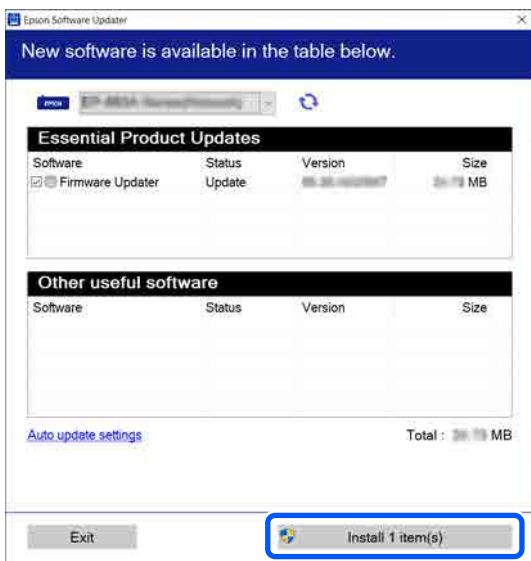 Epson Software Updater
New software is available in the table below.
EPSON
Essential Product Updates
Software Status Version Size
Firmware Updater Update MB
Other useful software
Software Status Version Size
Auto update settings Total : MB
Exit Install 1 item(s)